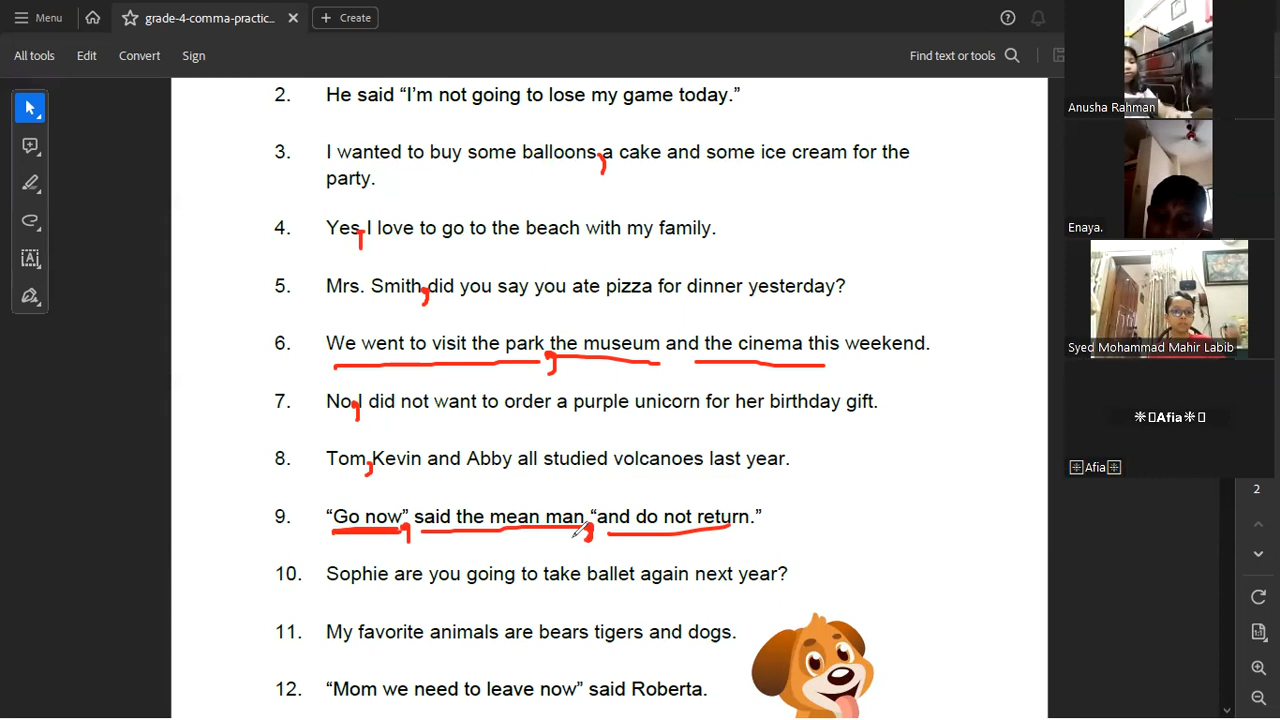 Menu
grade-4-comma-practic...
Create
All tools
Edit
Convert
Sign
Find text or tools
2. He said “I’m not going to lose my game today.”
3. I wanted to buy some balloons, a cake and some ice cream for the
party.
4. Yes, I love to go to the beach with my family.
5. Mrs. Smith, did you say you ate pizza for dinner yesterday?
6. We went to visit the park, the museum and the cinema this weekend.
7. No, I did not want to order a purple unicorn for her birthday gift.
8. Tom, Kevin and Abby all studied volcanoes last year.
9. “Go now”, said the mean man, “and do not return.”
10. Sophie are you going to take ballet again next year?
11. My favorite animals are bears tigers and dogs.
12. “Mom we need to leave now” said Roberta.
Anusha Rahman
Enaya.
Syed Mohammad Mahir Labib
Afia
Afia
2